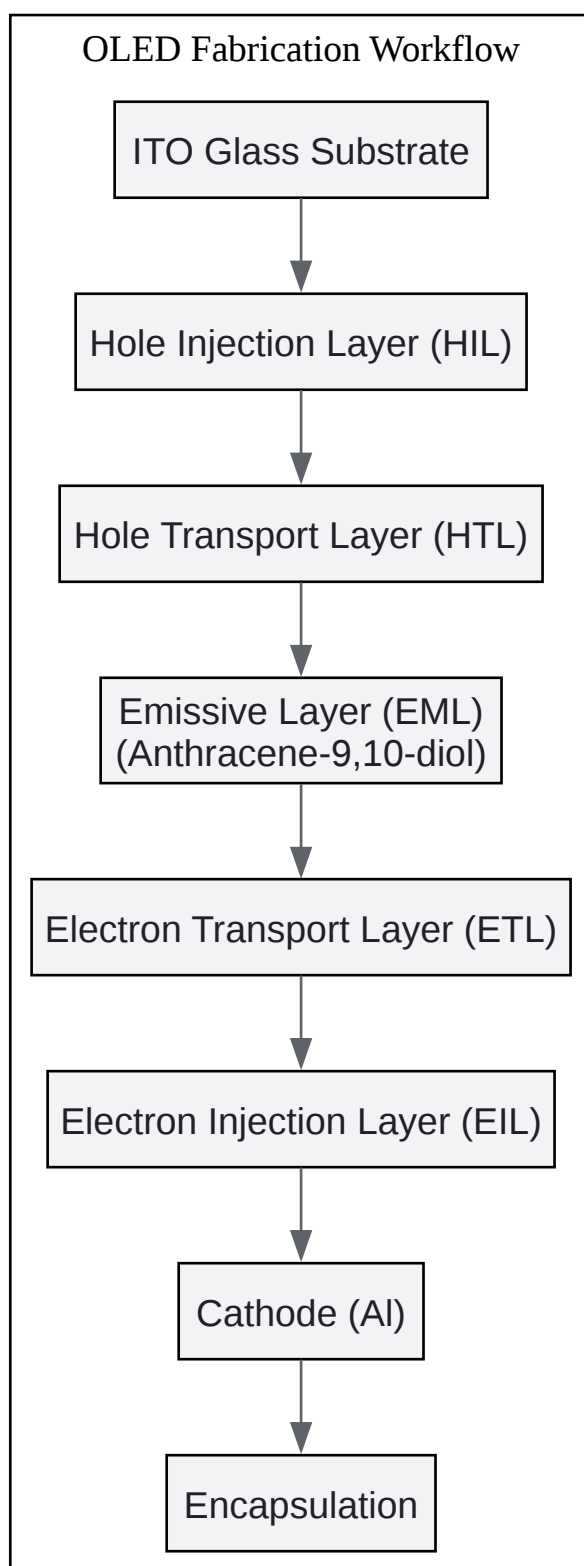 OLED Fabrication Workflow
ITO Glass Substrate
Hole Injection Layer (HIL)
Hole Transport Layer (HTL)
Emissive Layer (EML)
(Anthracene-9,10-diol)
Electron Transport Layer (ETL)
Electron Injection Layer (EIL)
Cathode (Al)
Encapsulation